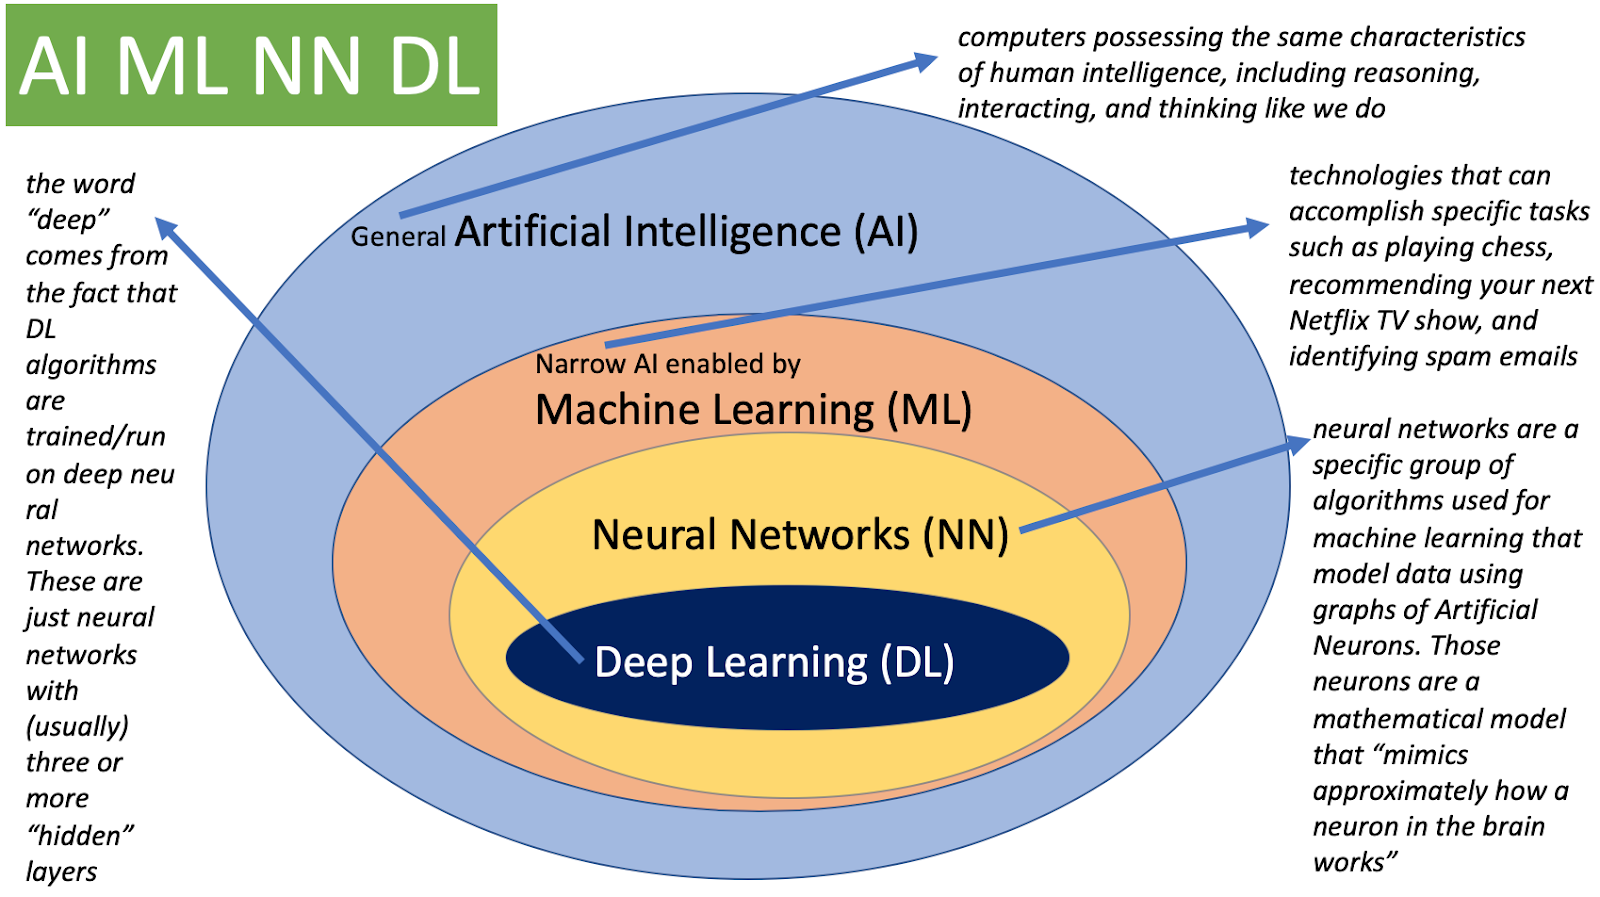 AI ML NN DL
computers possessing the same characteristics
of human intelligence, including reasoning,
interacting, and thinking like we do
the word
“deep”
comes from
the fact that
DL
algorithms
are
trained/run
on deep neu
ral
networks.
These are
just neural
networks
with
(usually)
three or
more
“hidden”
layers
General Artificial Intelligence (AI)
Narrow AI enabled by
Machine Learning (ML)
Neural Networks (NN)
Deep Learning (DL)
technologies that can
accomplish specific tasks
such as playing chess,
recommending your next
Netflix TV show, and
identifying spam emails
neural networks are a
specific group of
algorithms used for
machine learning that
model data using
graphs of Artificial
Neurons. Those
neurons are a
mathematical model
that “mimics
approximately how a
neuron in the brain
works”